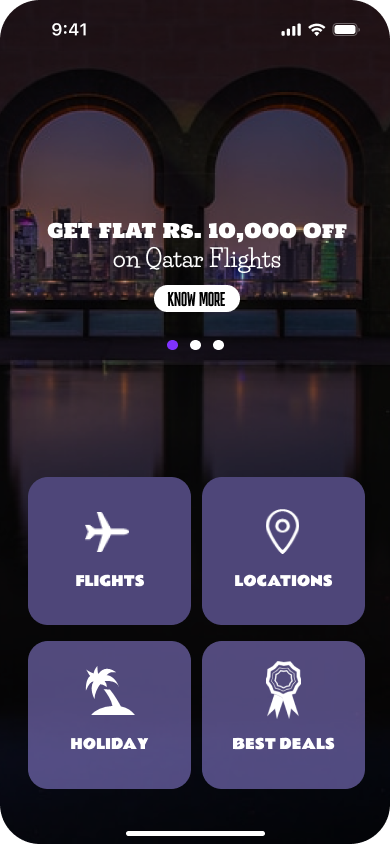 9:41
GET FLAT RS. 10,000 OFF
on Qatar Flights
KNOW MORE
FLIGHTS
LOCATIONS
HOLIDAY
BEST DEALS